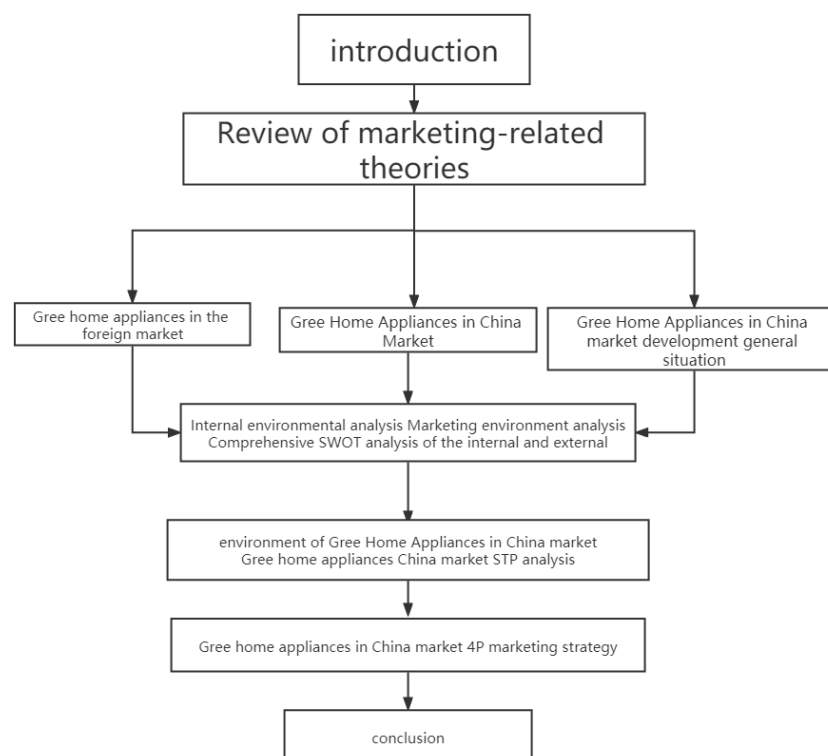 introduction
Review of marketing-related
theories
Gree home appliances in the
foreign market
Gree Home Appliances in China
Market
Gree Home Appliances in China
market development general
situation
Internal environmental analysis Marketing environment analysis
Comprehensive SWOT analysis of the internal and external
environment of Gree Home Appliances in China market
Gree home appliances China market STP analysis
Gree home appliances in China market 4P marketing strategy
conclusion